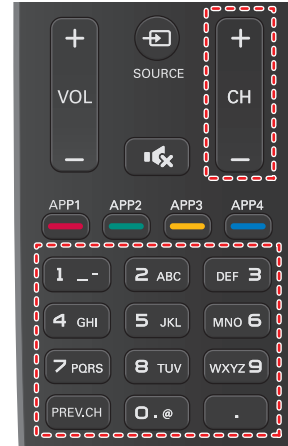 + +
SOURCE
VOL CH
– –
APP1 APP2 APP3 APP4
1 _- 2 ABC DEF 3
4 GHI 5 JKL MNO 6
7 PQRS 8 TUV WXYZ 9
PREV.CH 0.@ .